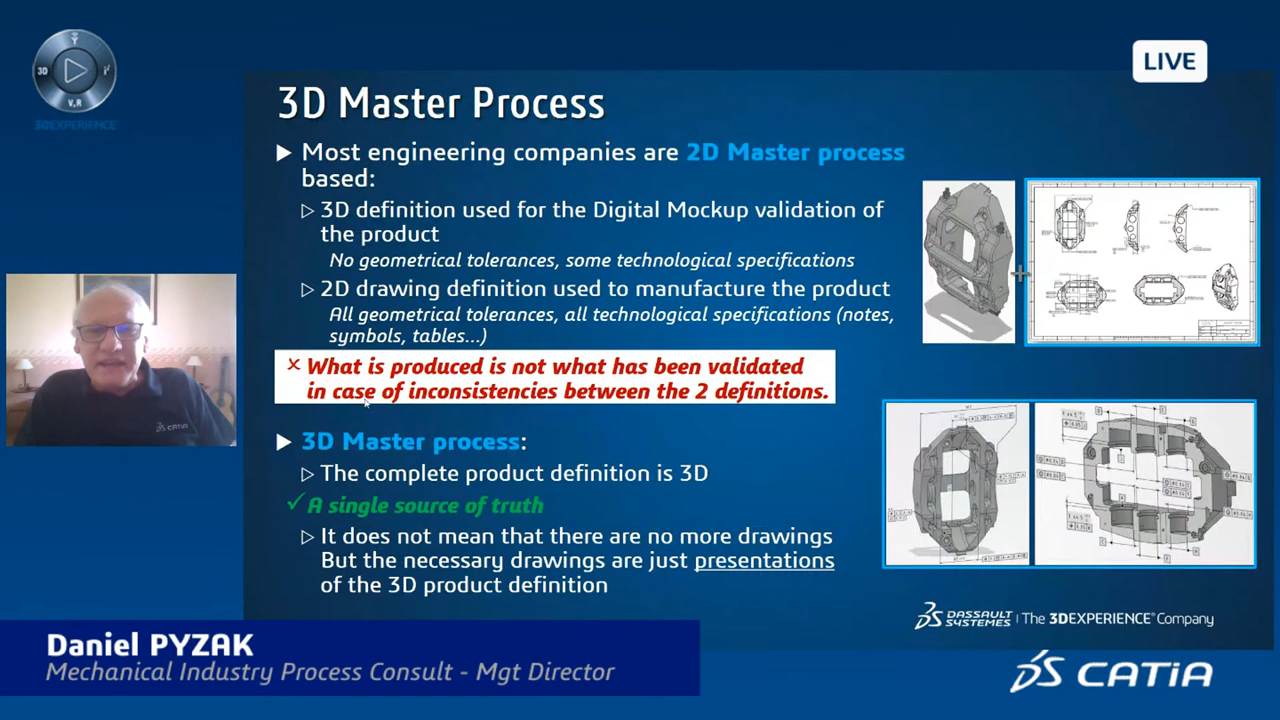 LIVE
3D
V,R
3DEXPERIENCE
3D Master Process
Most engineering companies are 2D Master process
based:
3D definition used for the Digital Mockup validation of
the product
No geometrical tolerances, some technological specifications
2D drawing definition used to manufacture the product
All geometrical tolerances, all technological specifications (notes,
symbols, tables...)
× What is produced is not what has been validated
in case of inconsistencies between the 2 definitions.
3D Master process:
The complete product definition is 3D
✓ A single source of truth
It does not mean that there are no more drawings
But the necessary drawings are just presentations
of the 3D product definition
CATIA
DASSAULT SYSTEMES | The 3DEXPERIENCE® Company
Daniel PYZAK
Mechanical Industry Process Consult - Mgt Director
CATIA